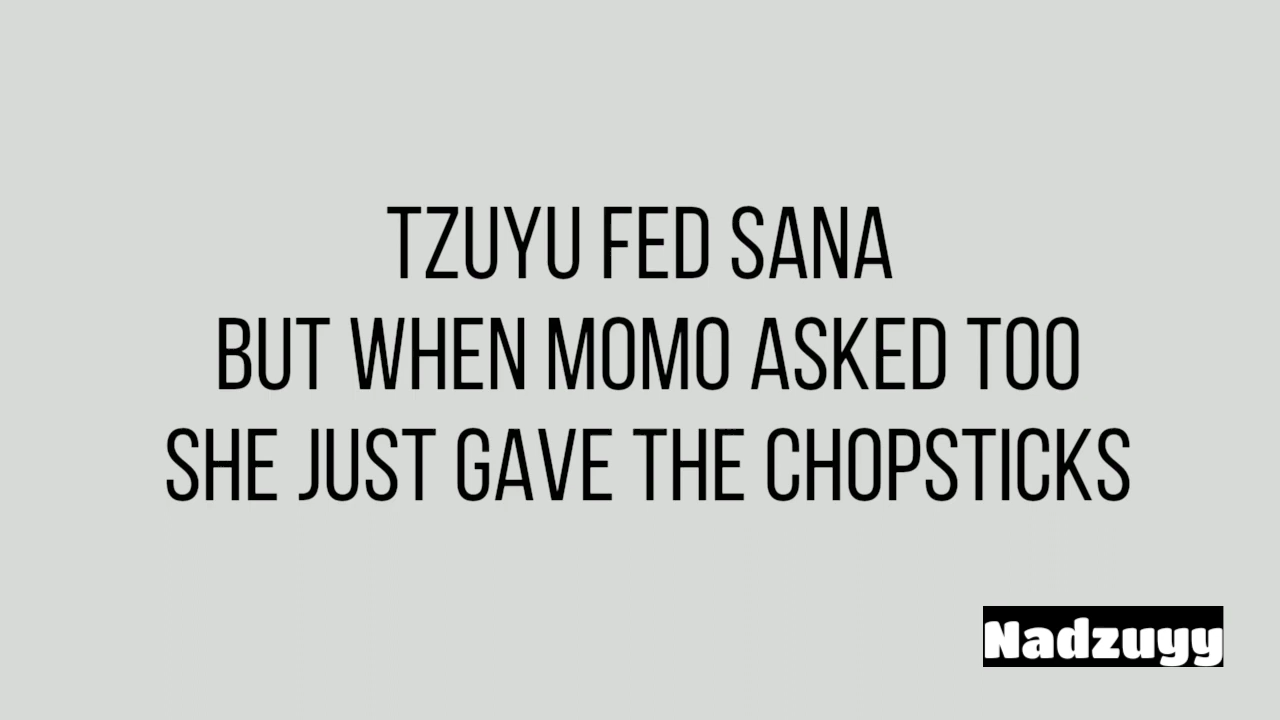 TZUYU FED SANA
BUT WHEN MOMO ASKED TOO
SHE JUST GAVE THE CHOPSTICKS
Nadzuyy